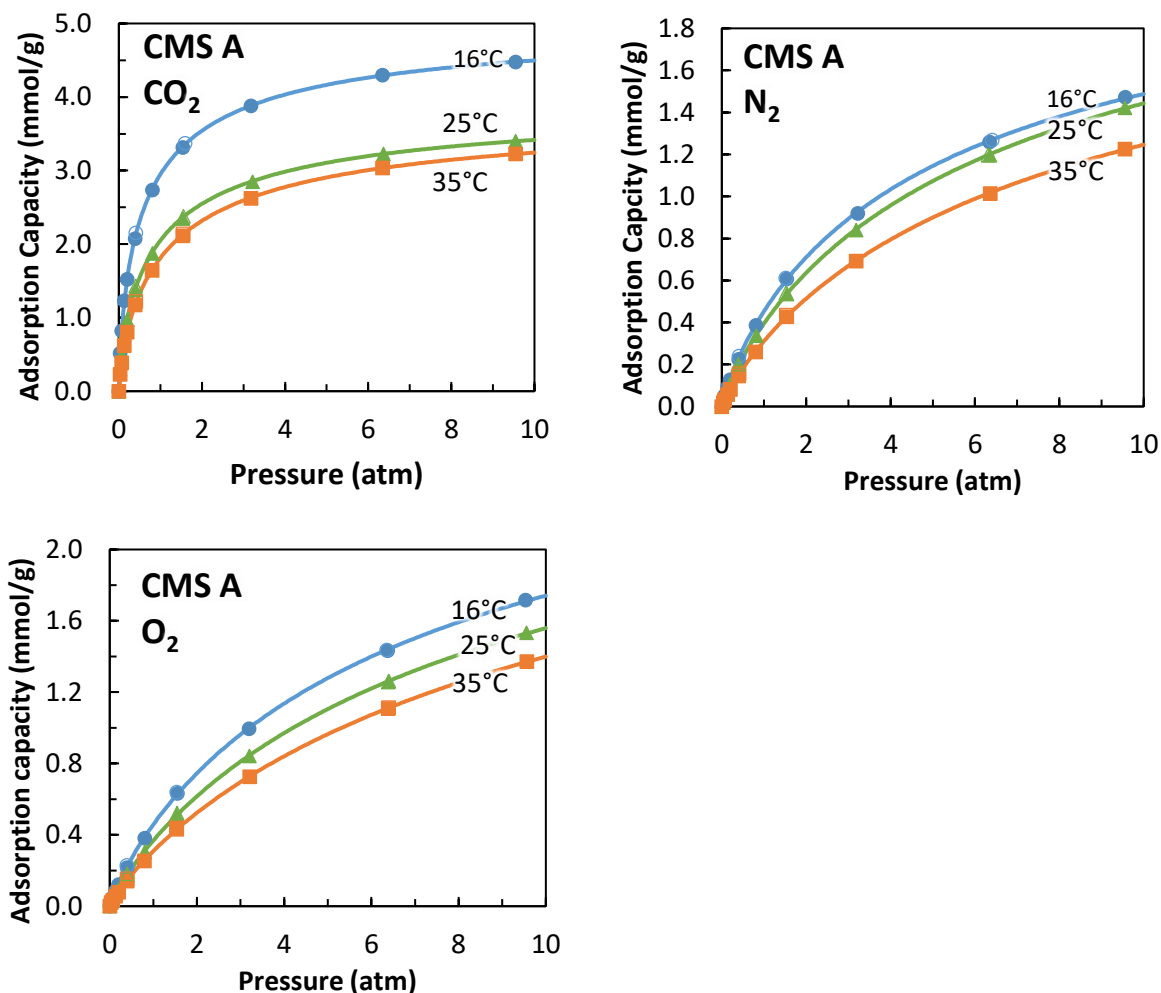 CMS A
CO₂
16°C
25°C
35°C
5.0
4.0
3.0
2.0
1.0
0.0
Adsorption Capacity (mmol/g)
0 2 4 6 8 10
Pressure (atm)
CMS A
N₂
16°C
25°C
35°C
1.8
1.6
1.4
1.2
1.0
0.8
0.6
0.4
0.2
0.0
Adsorption Capcity (mmol/g)
0 2 4 6 8 10
Pressure (atm)
CMS A
O₂
16°C
25°C
35°C
2.0
1.6
1.2
0.8
0.4
0.0
Adsorption capacity (mmol/g)
0 2 4 6 8 10
Pressure (atm)